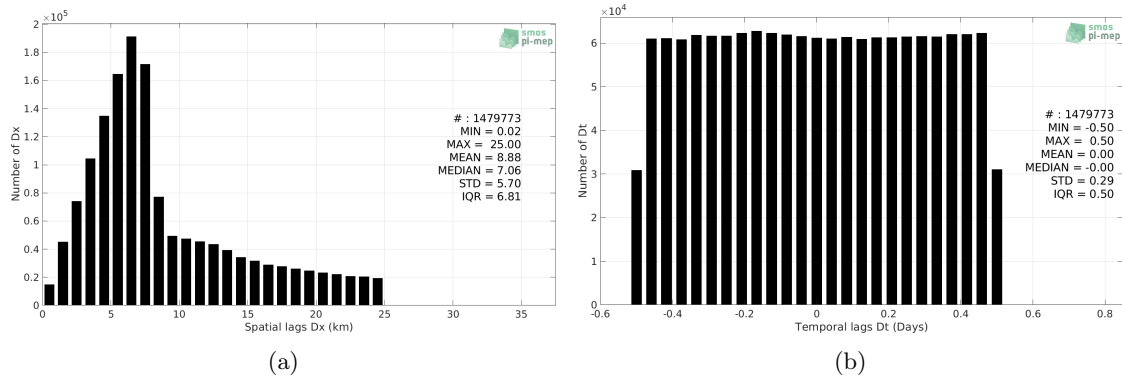 ×10^5
2
1.8
1.6
1.4
1.2
1
0.8
0.6
0.4
0.2
0
Number of Dx
0 5 10 15 20 25 30 35
Spatial lags Dx (km)
smos
pi-mep
# : 1479773
MIN = 0.02
MAX = 25.00
MEAN = 8.88
MEDIAN = 7.06
STD = 5.70
IQR = 6.81
(a)
×10^4
6
5
4
3
2
1
0
Number of Dt
-0.6 -0.4 -0.2 0 0.2 0.4 0.6 0.8
Temporal lags Dt (Days)
smos
pi-mep
# : 1479773
MIN = -0.50
MAX = 0.50
MEAN = 0.00
MEDIAN = -0.00
STD = 0.29
IQR = 0.50
(b)